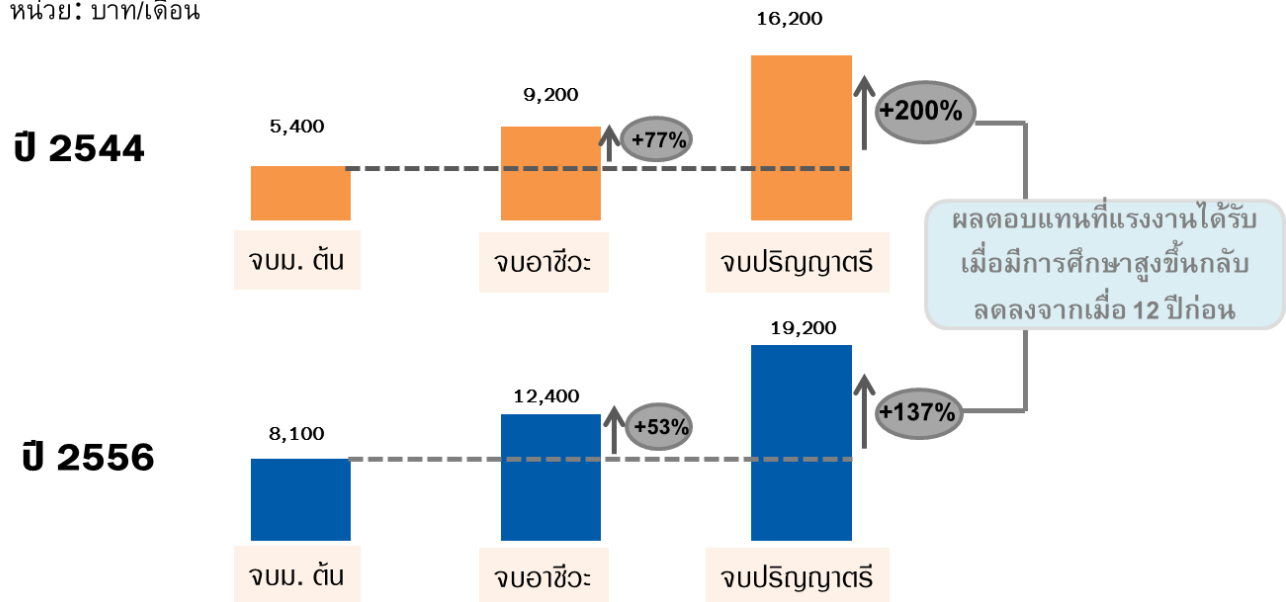 หน่วย: บาท/เดือน
16,200
9,200
5,400
+200%
+77%
ปี 2544
จบม. ต้น
จบอาชีวะ
จบปริญญาตรี
ผลตอบแทนที่แรงงานได้รับ
เมื่อมีการศึกษาสูงขึ้นกลับ
ลดลงจากเมื่อ 12 ปีก่อน
19,200
12,400
8,100
+137%
+53%
ปี 2556
จบม. ต้น
จบอาชีวะ
จบปริญญาตรี